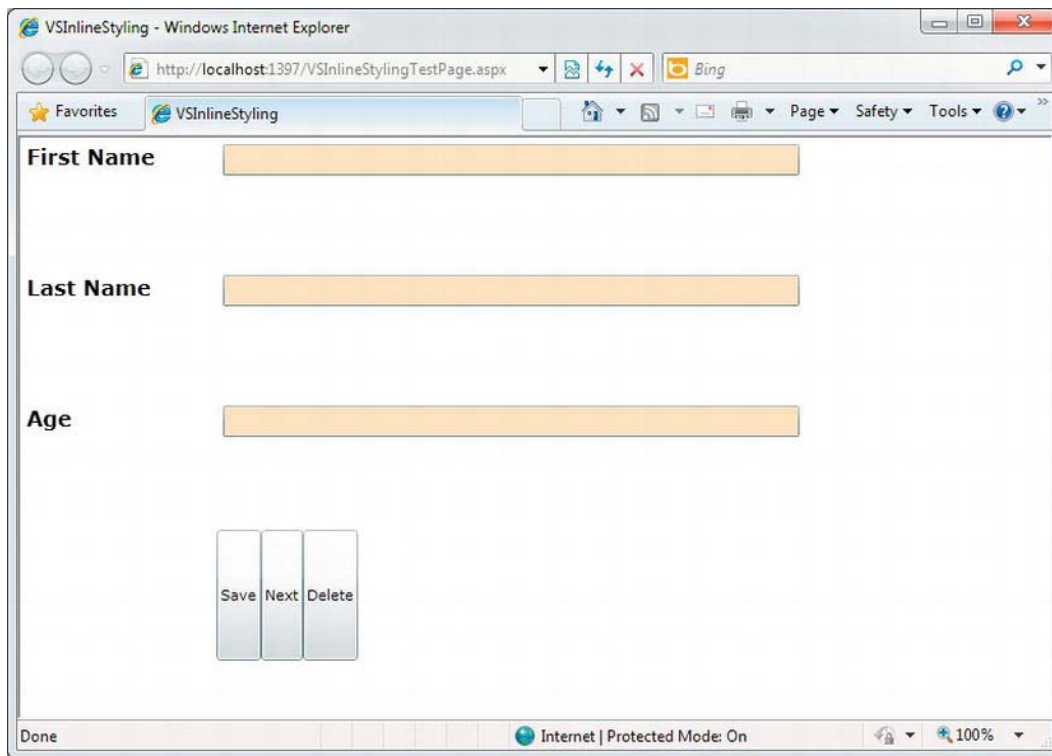 VSInlineStyling - Windows Internet Explorer
http://localhost:1397/VSInlineStylingTestPage.aspx
Bing
Favorites
VSInlineStyling
Page
Safety
Tools
First Name
Last Name
Age
Save
Next
Delete
Done
Internet | Protected Mode: On
100%